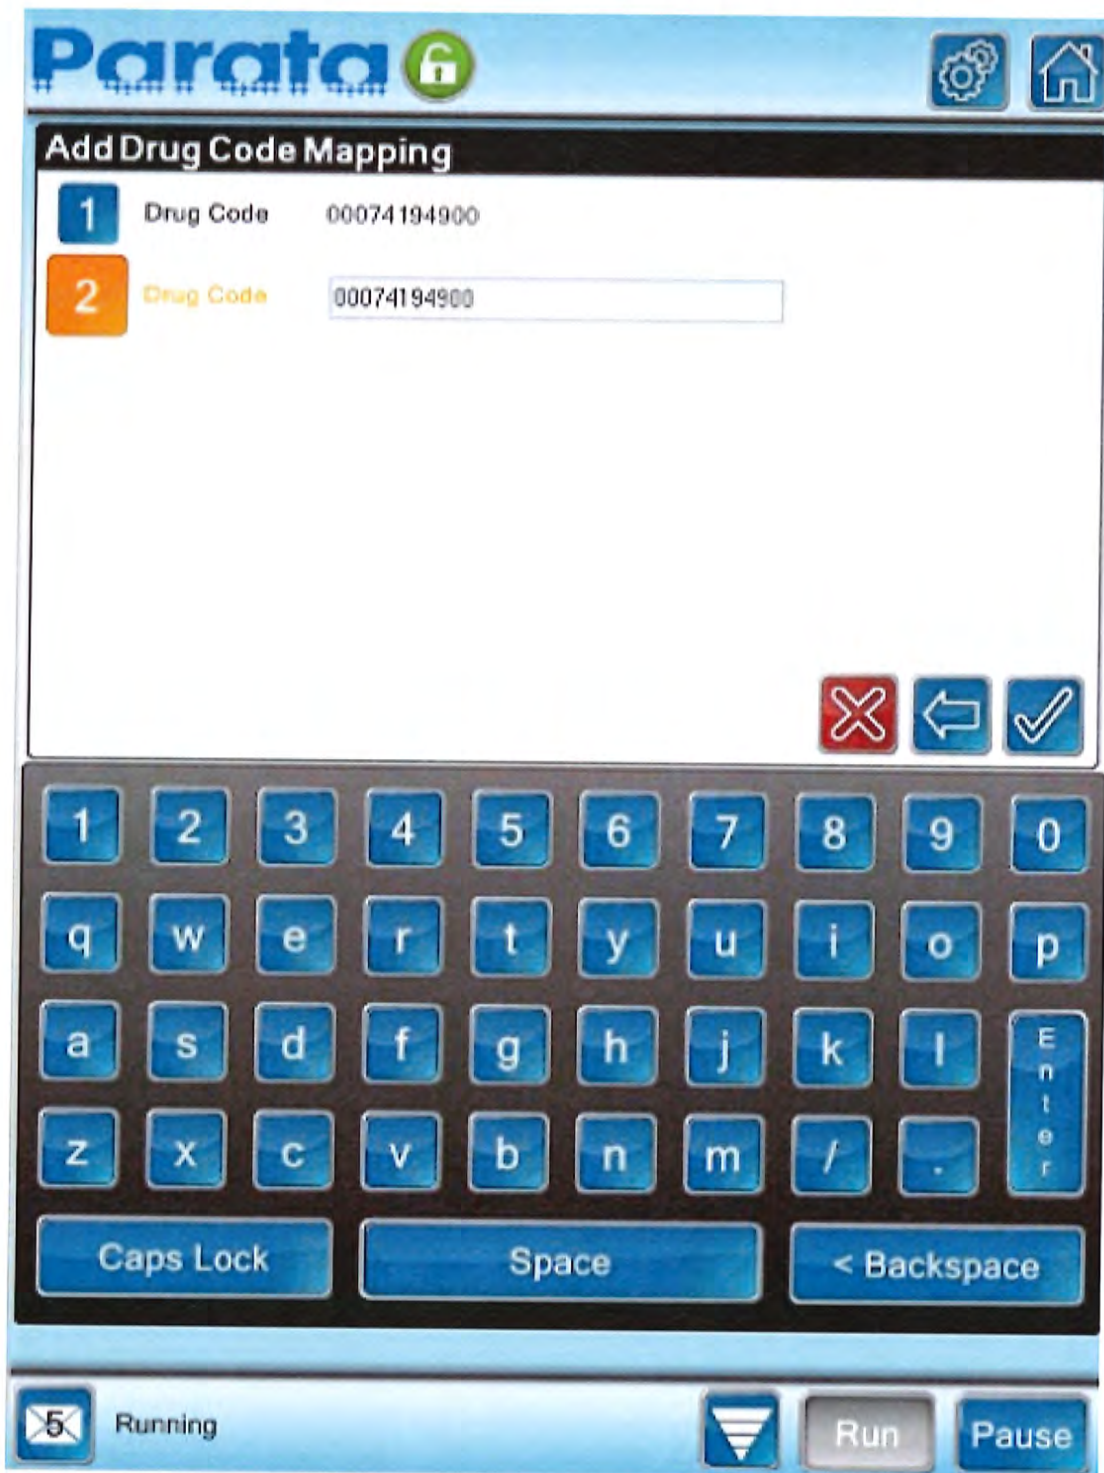 Parata
Add Drug Code Mapping
1 Drug Code 00074194900
2 Drug Code 00074194900
1 2 3 4 5 6 7 8 9 0
q w e r t y u i o p
a s d f g h j k l Enter
z x c v b n m / .
Caps Lock Space < Backspace
5 Running Run Pause